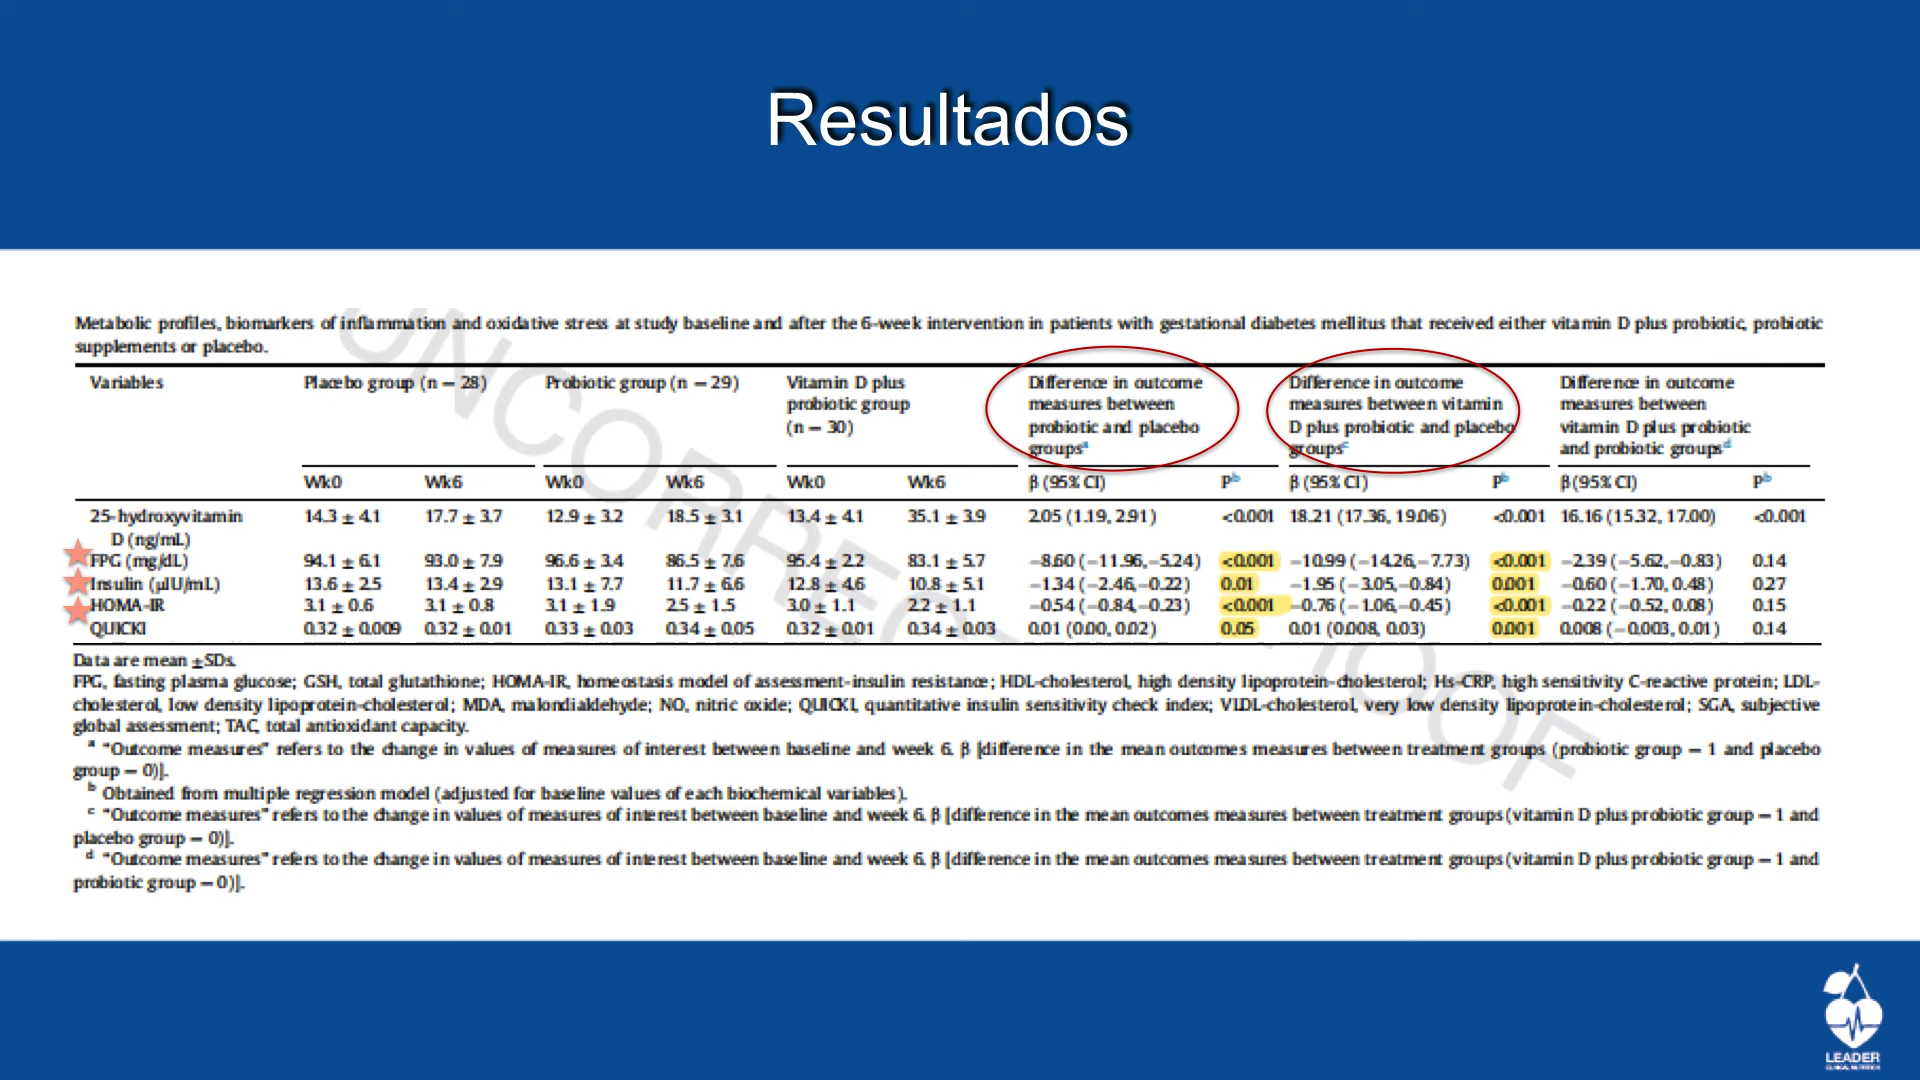 Resultados
Metabolic profiles, biomarkers of inflammation and oxidative stress at study baseline and after the 6-week intervention in patients with gestational diabetes mellitus that received either vitamin D plus probiotic, probiotic
supplements or placebo.
Variables Placebo group (n = 28) Probiotic group (n = 29) Vitamin D plus probiotic group (n = 30) Difference in outcome measures between probiotic and placebo groupsᵃ Difference in outcome measures between vitamin D plus probiotic and placebo groupsᶜ Difference in outcome measures between vitamin D plus probiotic and probiotic groupsᵈ
Wk0 Wk6 Wk0 Wk6 Wk0 Wk6 β (95% CI) Pᵇ β (95% CI) Pᵇ β (95% CI) Pᵇ
25-hydroxyvitamin 14.3 ± 4.1 17.7 ± 3.7 12.9 ± 3.2 18.5 ± 3.1 13.4 ± 4.1 35.1 ± 3.9 2.05 (1.19, 2.91) <0.001 18.21 (17.36, 19.06) <0.001 16.16 (15.32, 17.00) <0.001
D (ng/mL)
FPG (mg/dL) 94.1 ± 6.1 93.0 ± 7.9 96.6 ± 3.4 86.5 ± 7.6 95.4 ± 2.2 83.1 ± 5.7 −8.60 (−11.96,−5.24) <0.001 −10.99 (−14.26,−7.73) <0.001 −2.39 (−5.62,−0.83) 0.14
Insulin (μIU/mL) 13.6 ± 2.5 13.4 ± 2.9 13.1 ± 7.7 11.7 ± 6.6 12.8 ± 4.6 10.8 ± 5.1 −1.34 (−2.46,−0.22) 0.01 −1.95 (−3.05,−0.84) 0.001 −0.60 (−1.70, 0.48) 0.27
HOMA-IR 3.1 ± 0.6 3.1 ± 0.8 3.1 ± 1.9 2.5 ± 1.5 3.0 ± 1.1 2.2 ± 1.1 −0.54 (−0.84,−0.23) <0.001 −0.76 (−1.06,−0.45) <0.001 −0.22 (−0.52, 0.08) 0.15
QUICKI 0.32 ± 0.009 0.32 ± 0.01 0.33 ± 0.03 0.34 ± 0.05 0.32 ± 0.01 0.34 ± 0.03 0.01 (0.00, 0.02) 0.05 0.01 (0.008, 0.03) 0.001 0.008 (−0.003, 0.01) 0.14
Data are mean ±SDs.
FPG, fasting plasma glucose; GSH, total glutathione; HOMA-IR, homeostasis model of assessment-insulin resistance; HDL-cholesterol, high density lipoprotein-cholesterol; Hs-CRP, high sensitivity C-reactive protein; LDL-
cholesterol, low density lipoprotein-cholesterol; MDA, malondialdehyde; NO, nitric oxide; QUICKI, quantitative insulin sensitivity check index; VLDL-cholesterol, very low density lipoprotein-cholesterol; SGA, subjective
global assessment; TAC, total antioxidant capacity.
ᵃ "Outcome measures" refers to the change in values of measures of interest between baseline and week 6. β [difference in the mean outcomes measures between treatment groups (probiotic group = 1 and placebo
group = 0)].
ᵇ Obtained from multiple regression model (adjusted for baseline values of each biochemical variables).
ᶜ "Outcome measures" refers to the change in values of measures of interest between baseline and week 6. β [difference in the mean outcomes measures between treatment groups (vitamin D plus probiotic group = 1 and
placebo group = 0)].
ᵈ "Outcome measures" refers to the change in values of measures of interest between baseline and week 6. β [difference in the mean outcomes measures between treatment groups (vitamin D plus probiotic group = 1 and
probiotic group = 0)].
LEADER
CLINICAL NUTRITION